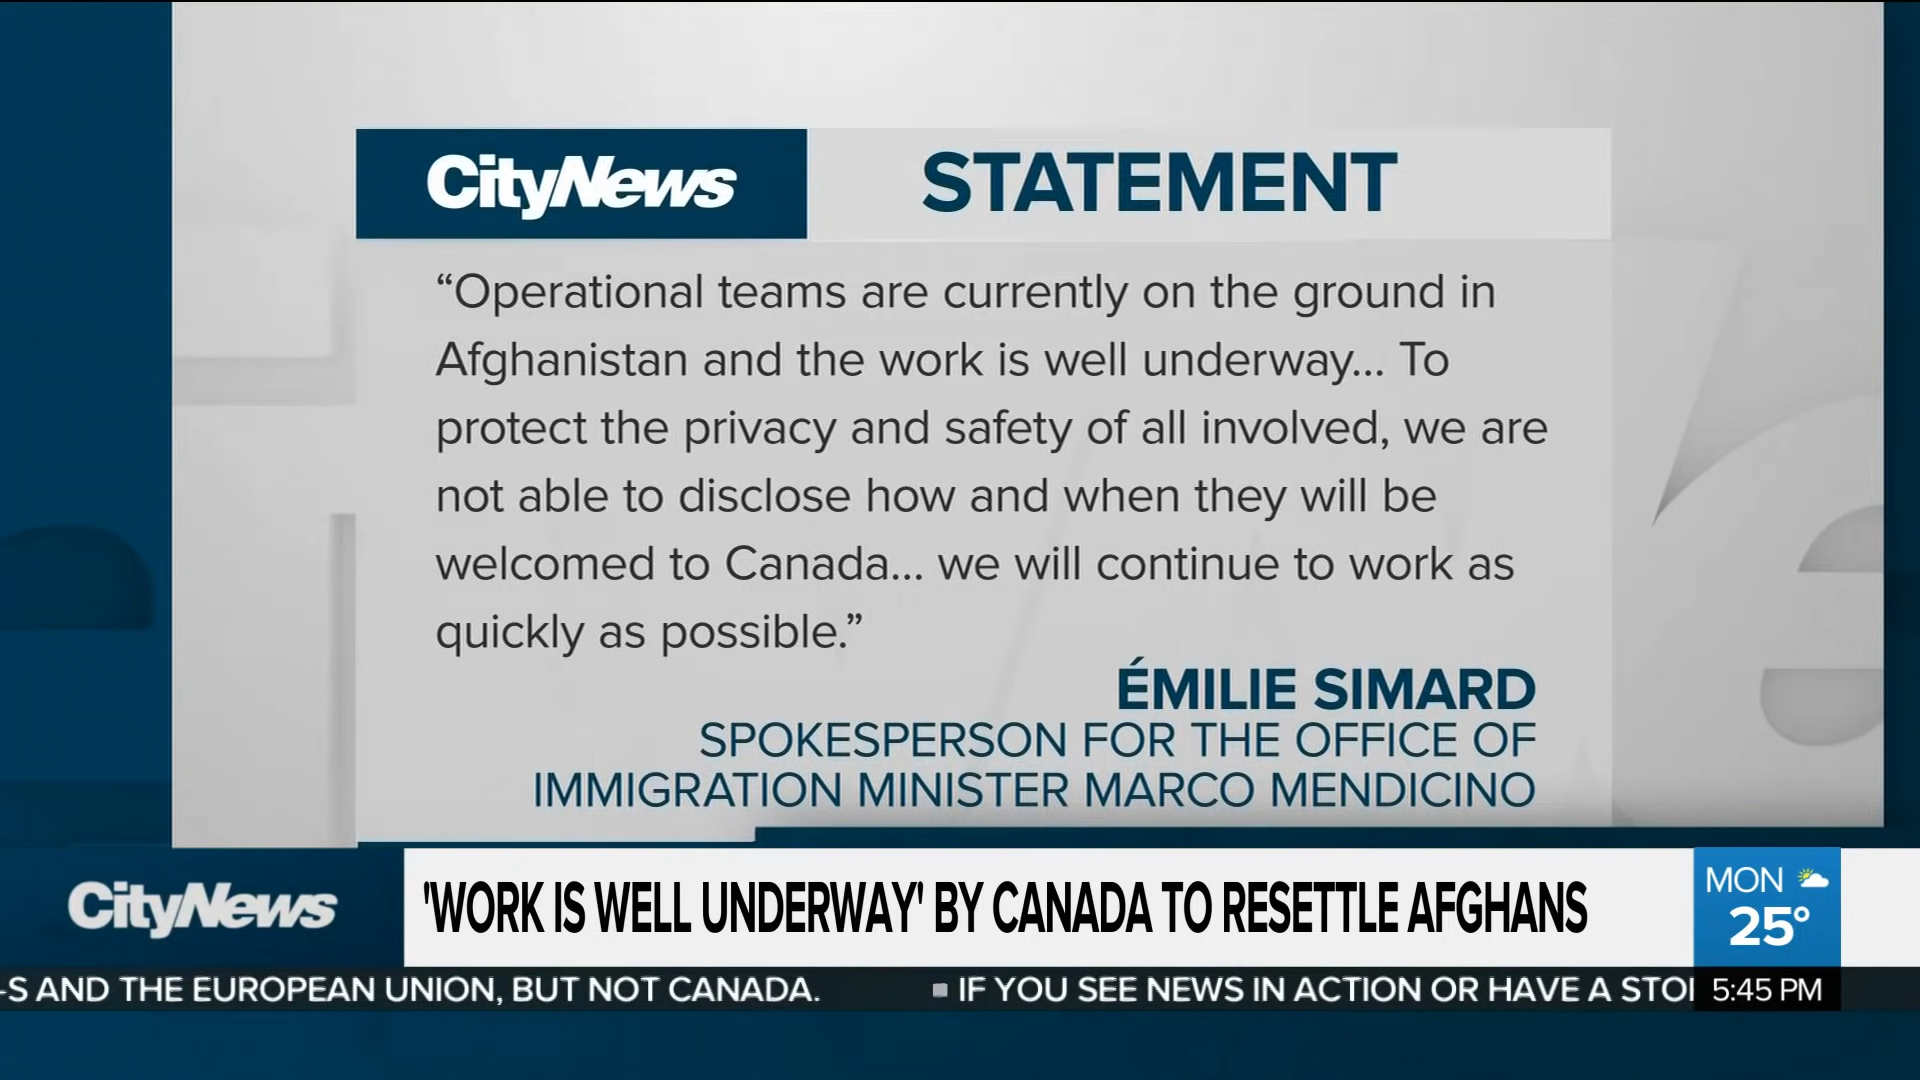 CityNews
STATEMENT
“Operational teams are currently on the ground in
Afghanistan and the work is well underway... To
protect the privacy and safety of all involved, we are
not able to disclose how and when they will be
welcomed to Canada... we will continue to work as
quickly as possible.”
ÉMILIE SIMARD
SPOKESPERSON FOR THE OFFICE OF
IMMIGRATION MINISTER MARCO MENDICINO
CityNews
'WORK IS WELL UNDERWAY' BY CANADA TO RESETTLE AFGHANS
MON
25°
-S AND THE EUROPEAN UNION, BUT NOT CANADA.
IF YOU SEE NEWS IN ACTION OR HAVE A STO
5:45 PM